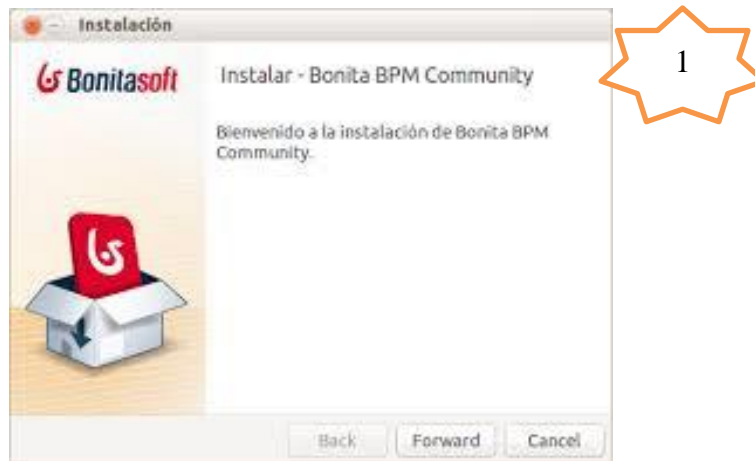 Instalación
Bonitasoft
Instalar - Bonita BPM Community
1
Bienvenido a la instalación de Bonita BPM
Community.
Back
Forward
Cancel